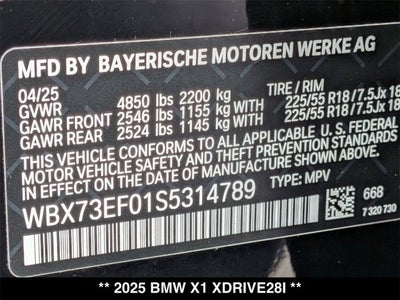 MFD BY BAYERISCHE MOTOREN WERKE AG
04/25 TIRE / RIM
GVWR 4850 lbs 2200 kg
GAWR FRONT 2546 lbs 1155 kg WITH 225/55 R18/7.5Jx18
GAWR REAR 2524 lbs 1145 kg WITH 225/55 R18/7.5Jx18
THIS VEHICLE CONFORMS TO ALL APPLICABLE U.S. FEDERAL
MOTOR VEHICLE SAFETY, BUMPER, AND
IN EFFECT ON THE DATE OF MANUFACTURE SHOWN ABOVE.
WBX73EF01S5314789 TYPE: MPV
668
7 320 730
** 2025 BMW X1 XDRIVE28I **